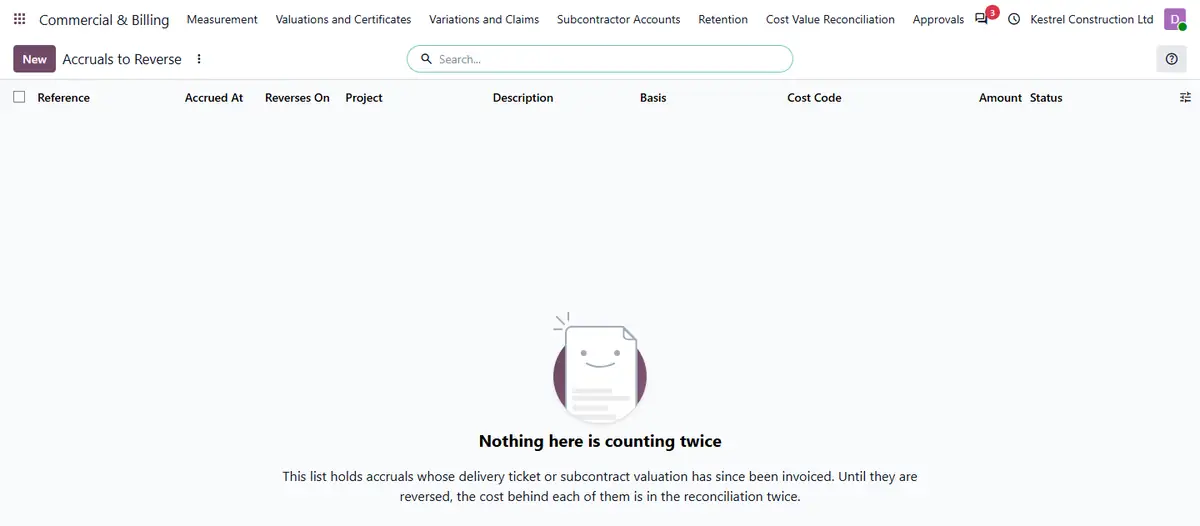 Commercial & Billing Measurement Valuations and Certificates Variations and Claims Subcontractor Accounts Retention Cost Value Reconciliation Approvals 3 Kestrel Construction Ltd D
New Accruals to Reverse Search...
Reference Accrued At Reverses On Project Description Basis Cost Code Amount Status
Nothing here is counting twice
This list holds accruals whose delivery ticket or subcontract valuation has since been invoiced. Until they are
reversed, the cost behind each of them is in the reconciliation twice.